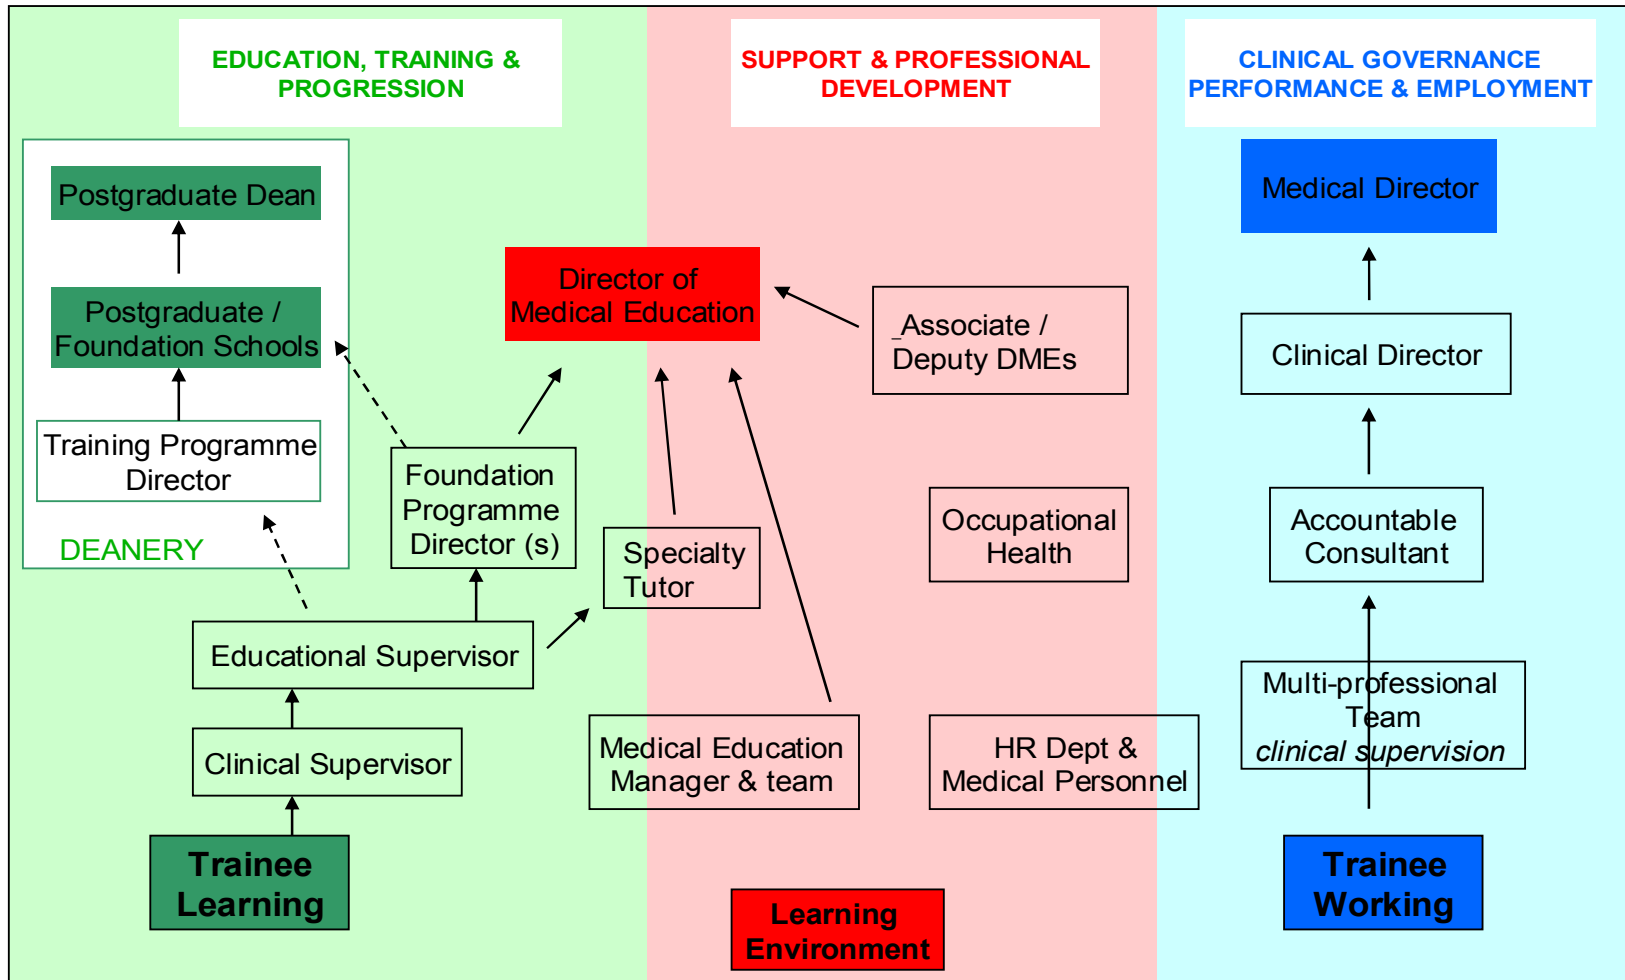 EDUCATION, TRAINING &
PROGRESSION
SUPPORT & PROFESSIONAL
DEVELOPMENT
CLINICAL GOVERNANCE
PERFORMANCE & EMPLOYMENT
Postgraduate Dean
Postgraduate /
Foundation Schools
Training Programme
Director
DEANERY
Foundation
Programme
Director (s)
Educational Supervisor
Clinical Supervisor
Trainee
Learning
Director of
Medical Education
_Associate /
Deputy DMEs
Specialty
Tutor
Occupational
Health
Medical Education
Manager & team
HR Dept &
Medical Personnel
Learning
Environment
Medical Director
Clinical Director
Accountable
Consultant
Multi-professional
Team
clinical supervision
Trainee
Working